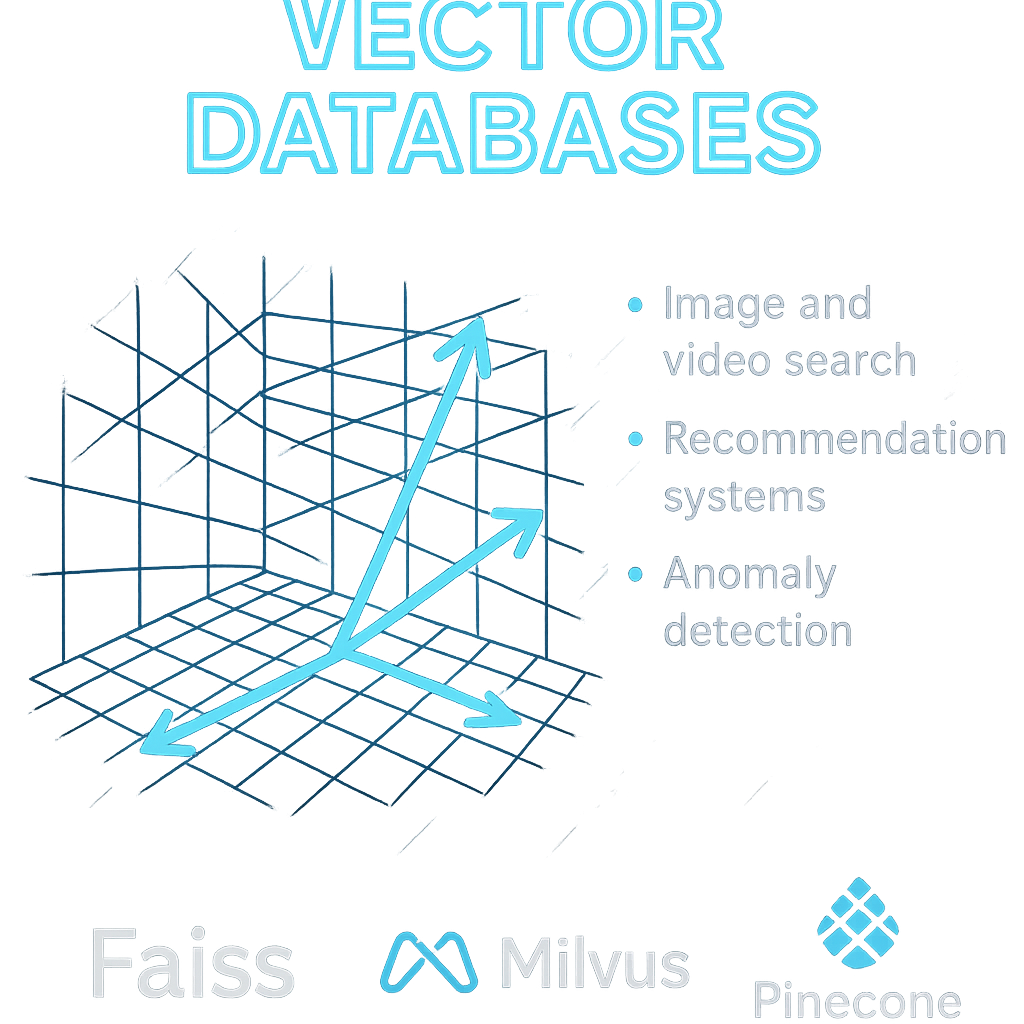 VECTOR
DATABASES
• Image and
video search
• Recommendation
systems
• Anomaly
detection
Faiss
Milvus
Pinecone